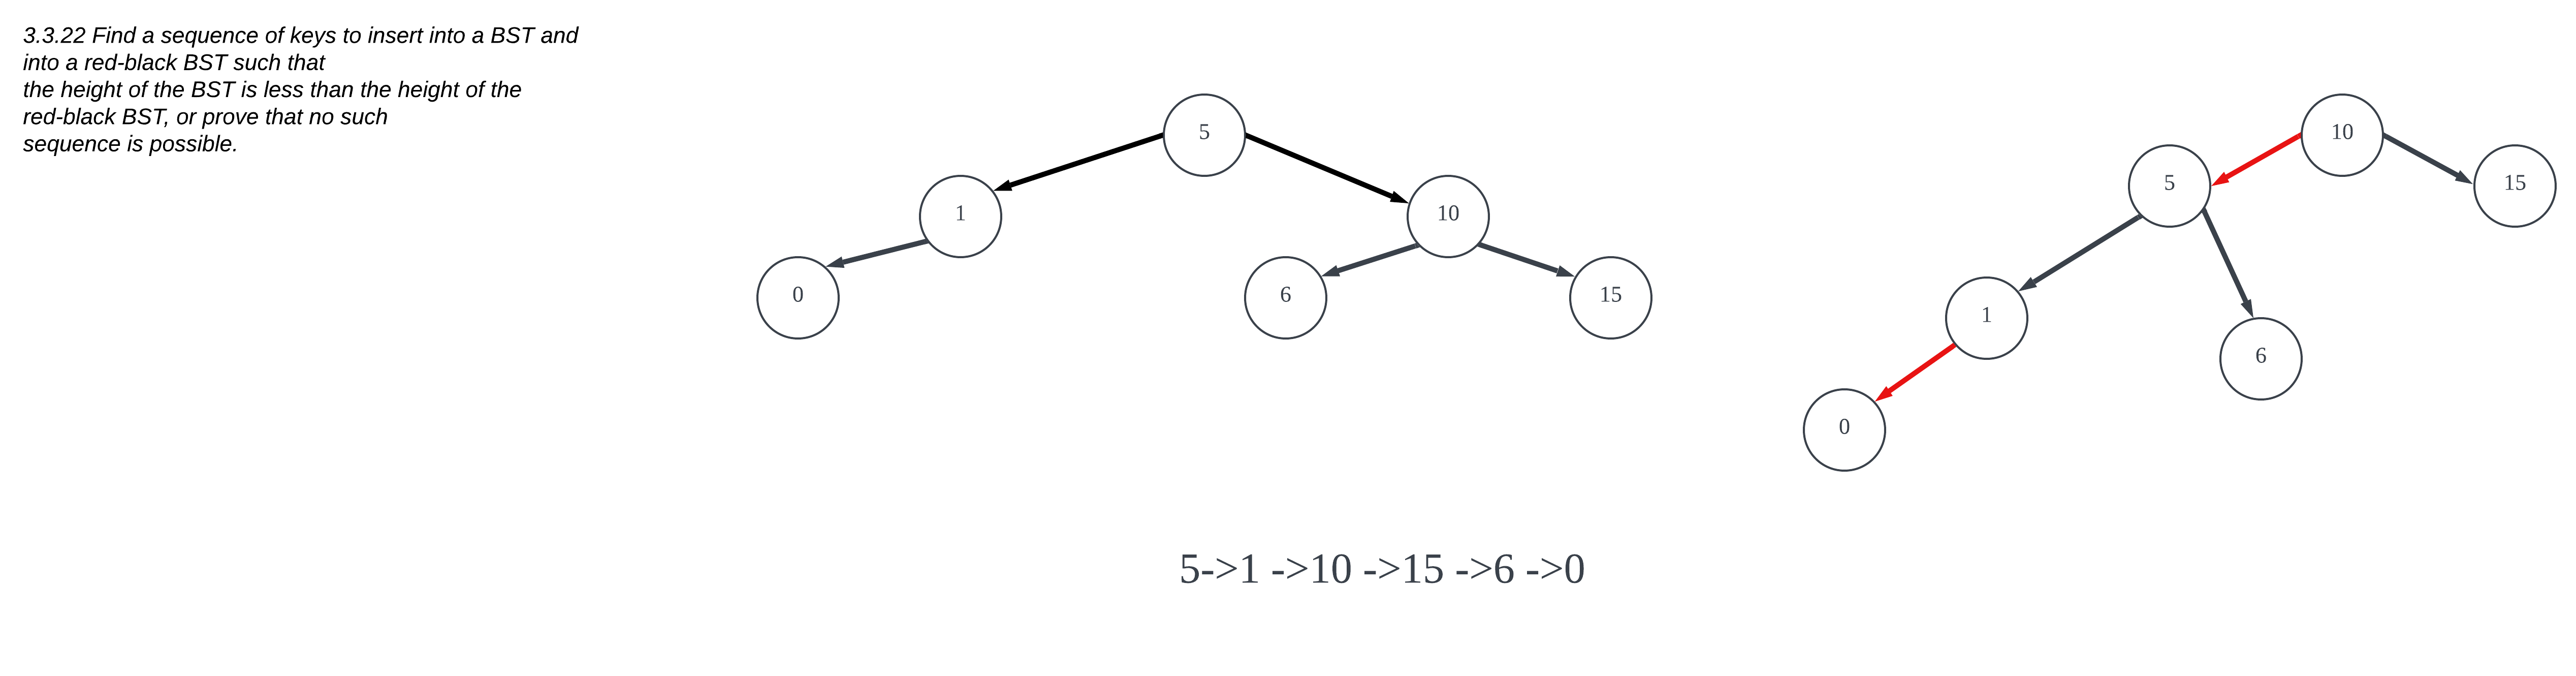 3.3.22 Find a sequence of keys to insert into a BST and
into a red-black BST such that
the height of the BST is less than the height of the
red-black BST, or prove that no such
sequence is possible.
5
1
10
0
6
15
10
5
15
1
6
0
5->1 ->10 ->15 ->6 ->0